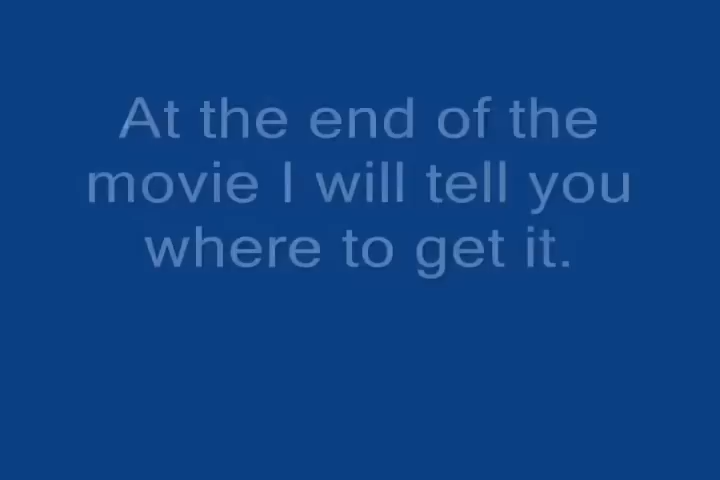 At the end of the
movie I will tell you
where to get it.